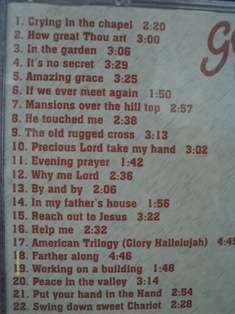 1. Crying in the chapel 2:20
2. How great Thou art 3:00
3. In the garden 3:06
4. It's no secret 3:29
5. Amazing grace 3:25
6. If we ever meet again 1:50
7. Mansions over the hill top 2:57
8. He touched me 2:38
9. The old rugged cross 3:13
10. Precious Lord take my hand 3:02
11. Evening prayer 1:42
12. Why me Lord 2:36
13. By and by 2:06
14. In my father's house 1:56
15. Reach out to Jesus 3:22
16. Help me 2:32
17. American Trilogy (Glory Hallelujah)
18. Farther along 4:46
19. Working on a building 1:48
20. Peace in the valley 3:14
21. Put your hand in the Hand 2:54
22. Swing down sweet Chariot 2:28